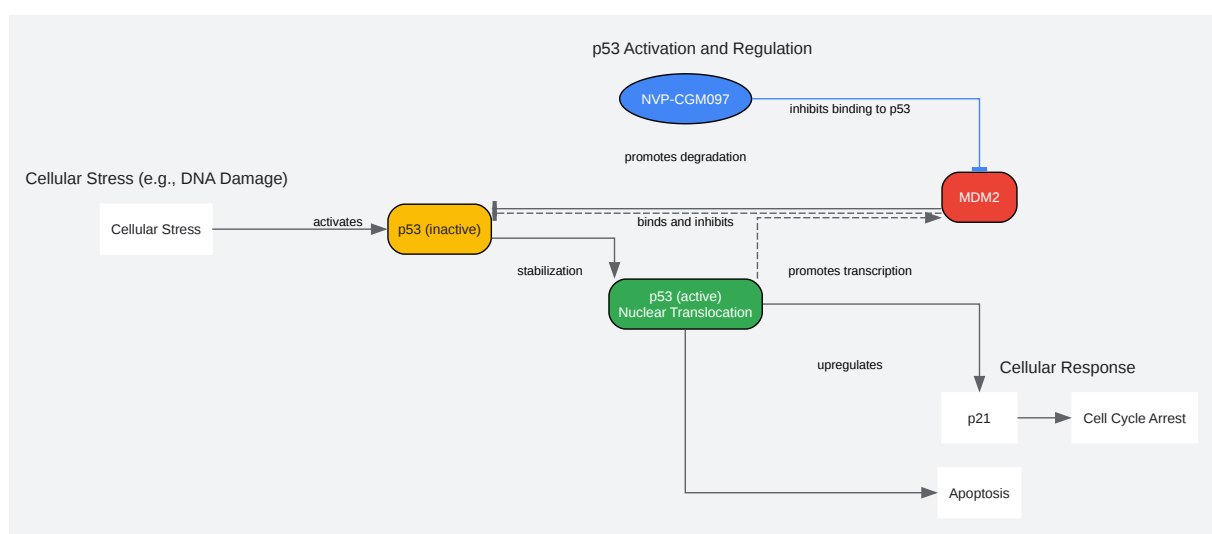 p53 Activation and Regulation
NVP-CGM097
inhibits binding to p53
promotes degradation
Cellular Stress (e.g., DNA Damage)
MDM2
Cellular Stress
activates
p53 (inactive)
binds and inhibits
stabilization
promotes transcription
p53 (active)
Nuclear Translocation
upregulates
Cellular Response
p21
Cell Cycle Arrest
Apoptosis